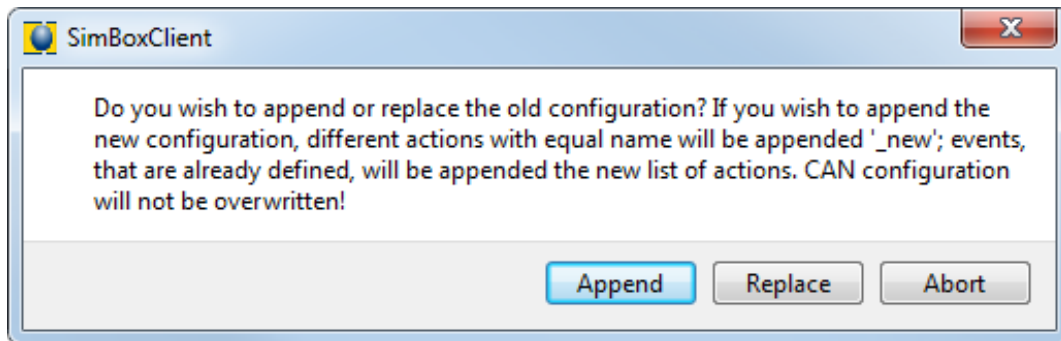 SimBoxClient
Do you wish to append or replace the old configuration? If you wish to append the
new configuration, different actions with equal name will be appended '_new'; events,
that are already defined, will be appended the new list of actions. CAN configuration
will not be overwritten!
Append Replace Abort